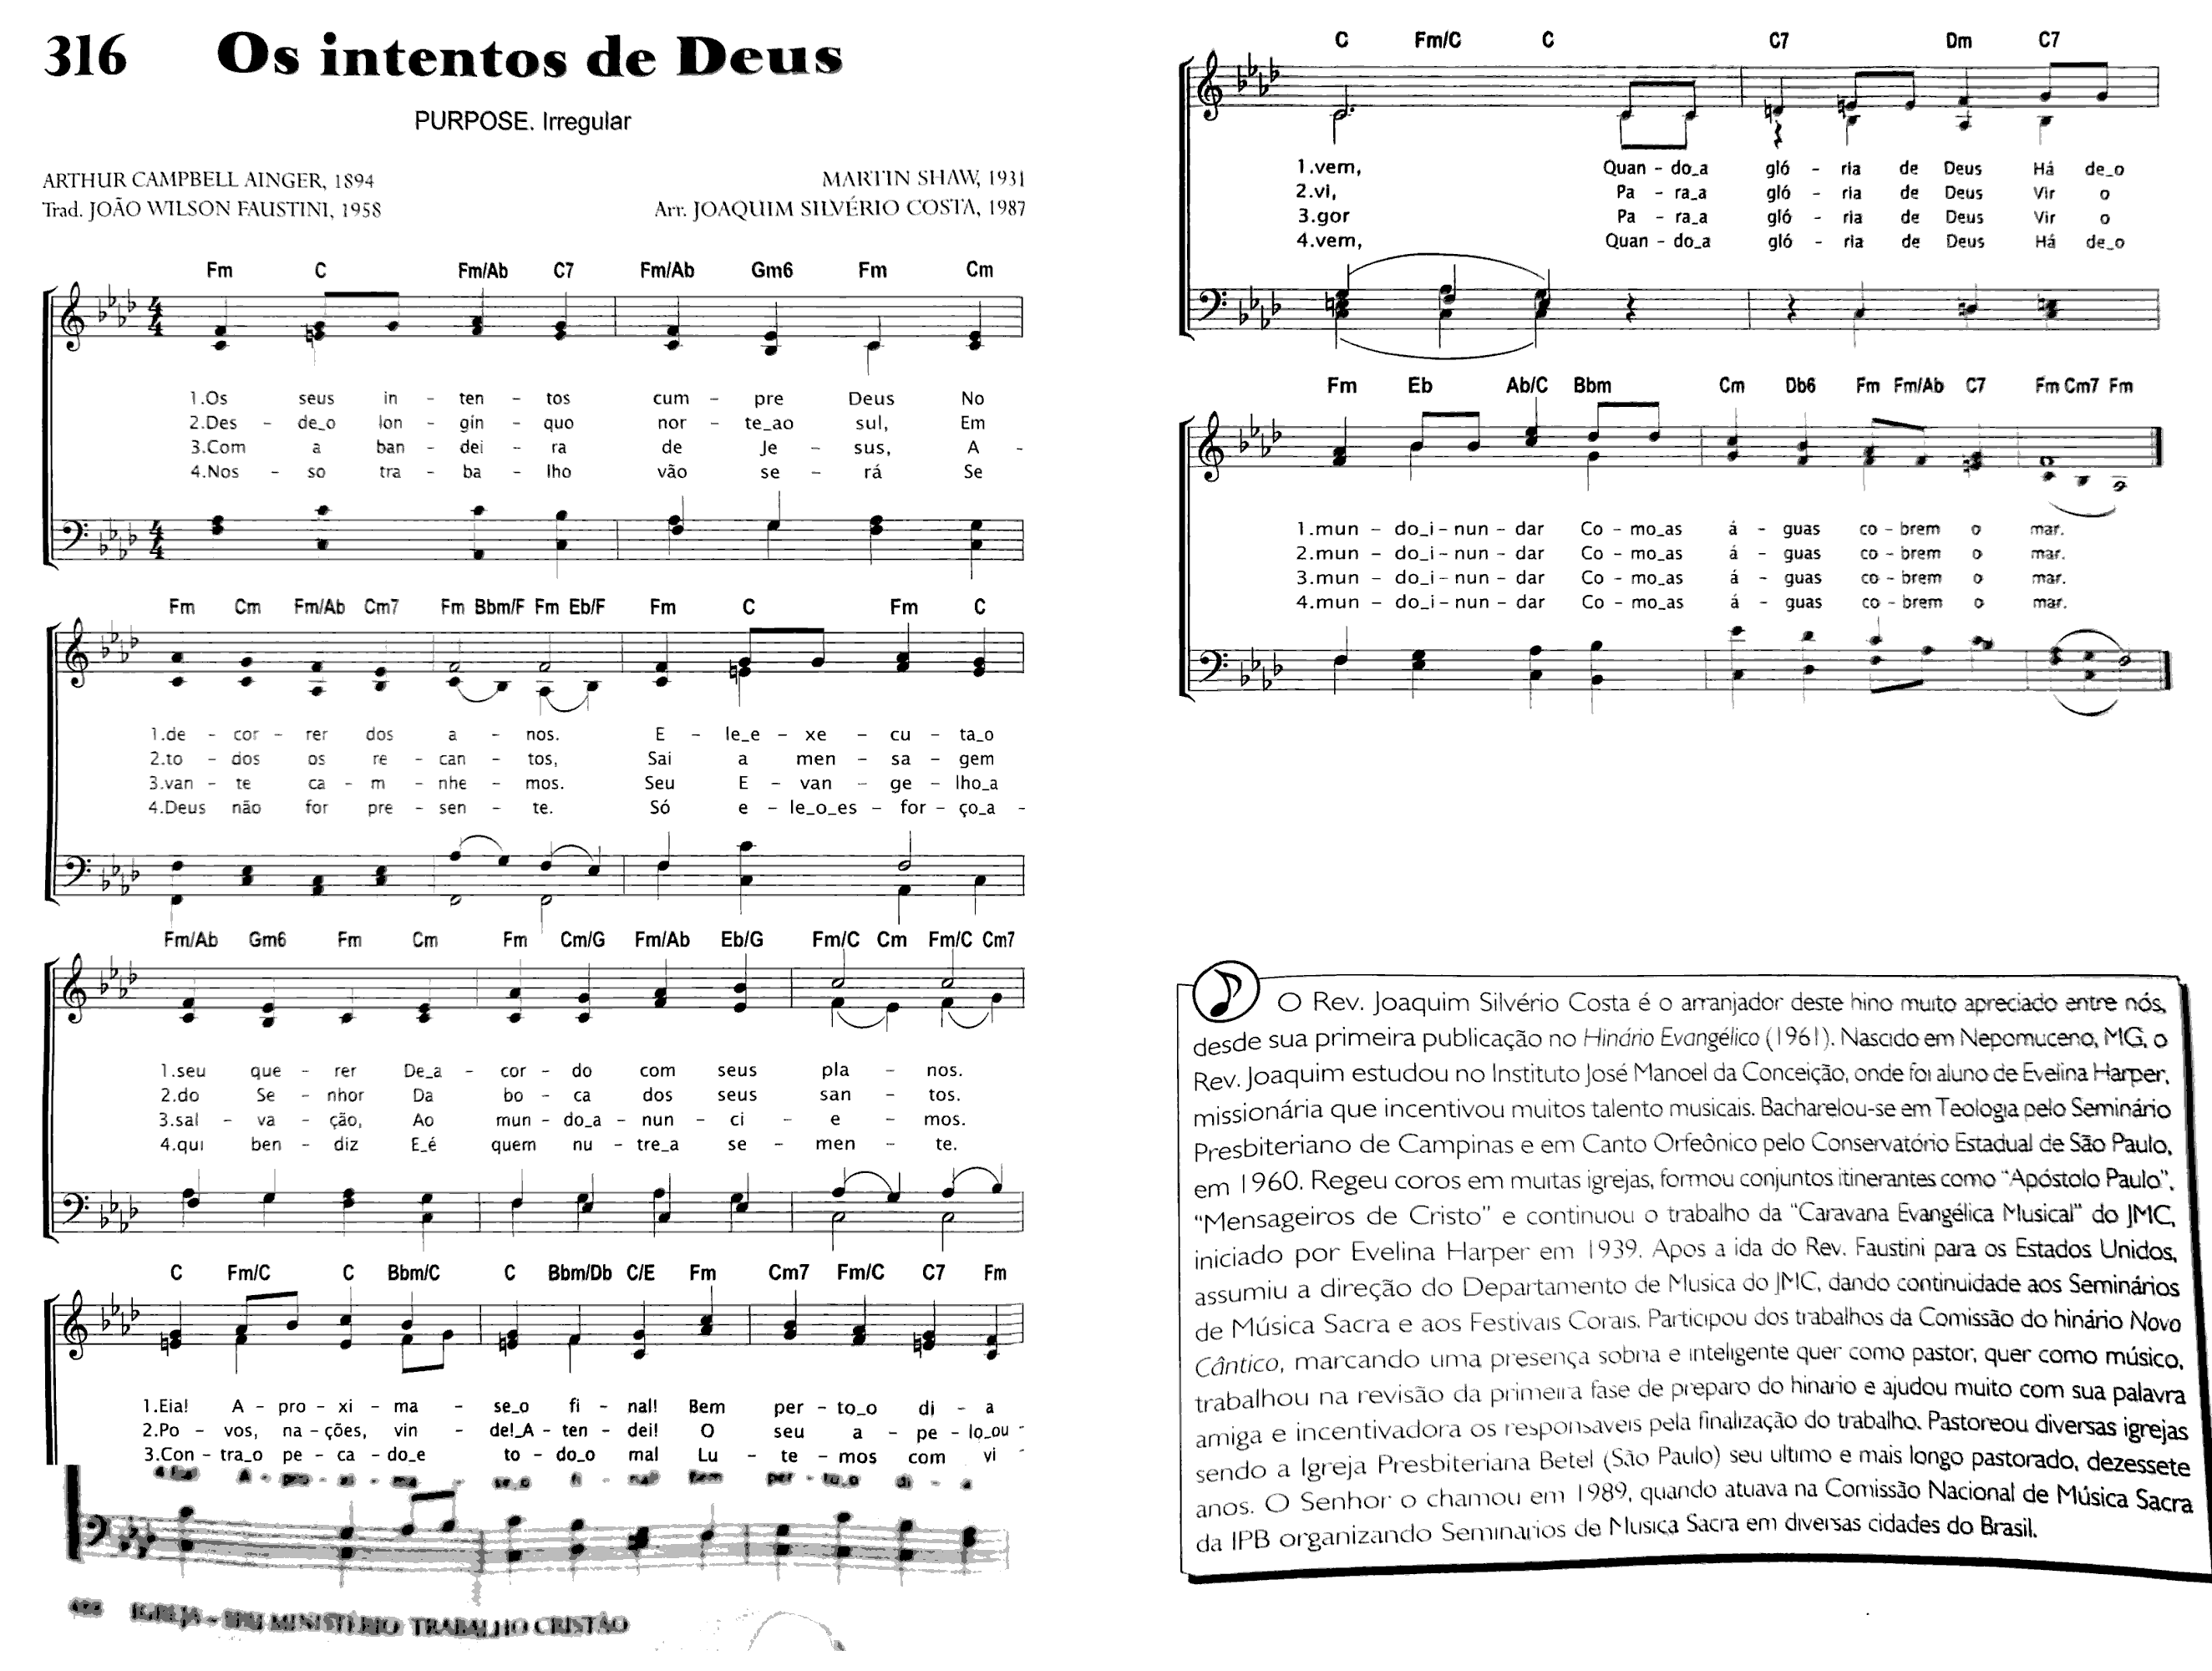 316 Os intentos de Deus
PURPOSE. Irregular
ARTHUR CAMPBELL AINGER, 1894
Trad. JOÃO WILSON FAUSTINI, 1958
MARTIN SHAW, 1931
Arr. JOAQUIM SILVÉRIO COSTA, 1987
Fm C Fm/Ab C7 Fm/Ab Gm6 Fm Cm
1.Os seus in - ten - tos cum - pre Deus No
2.Des - de_o lon - gín - quo nor - te_ao sul, Em
3.Com a ban - dei - ra de Je - sus, A -
4.Nos - so tra - ba - lho vão se - rá Se
Fm Cm Fm/Ab Cm7 Fm Bbm/F Fm Eb/F Fm C Fm C
1.de - cor - rer dos a - nos. E - le_e - xe - cu - ta_o
2.to - dos os re - can - tos, Sai a men - sa - gem
3.van - te ca - m - nhe - mos. Seu E - van - ge - lho_a
4.Deus não for pre - sen - te. Só e - le_o_es - for - ço_a -
Fm/Ab Gm6 Fm Cm Fm Cm/G Fm/Ab Eb/G Fm/C Cm Fm/C Cm7
1.seu que - rer De_a - cor - do com seus pla - nos.
2.do Se - nhor Da bo - ca dos seus san - tos.
3.sal - va - ção, Ao mun - do_a - nun - ci - e - mos.
4.qui ben - diz E_é quem nu - tre_a se - men - te.
C Fm/C C Bbm/C C Bbm/Db C/E Fm Cm7 Fm/C C7 Fm
1.Eia! A - pro - xi - ma - se_o fi - nal! Bem per - to_o di - a
2.Po - vos, na - ções, vin - de!_A - ten - dei! O seu a - pe - lo_ou -
3.Con - tra_o pe - ca - do_e to - do_o mal Lu - te - mos com vi -
IGREJA - MINISTÉRIO TRABALHO CRISTÃO
C Fm/C C C7 Dm C7
1.vem, Quan - do_a gló - ria de Deus Há de_o
2.vi, Pa - ra_a gló - ria de Deus Vir o
3.gor Pa - ra_a gló - ria de Deus Vir o
4.vem, Quan - do_a gló - ria de Deus Há de_o
Fm Eb Ab/C Bbm Cm Db6 Fm Fm/Ab C7 Fm Cm7 Fm
1.mun - do_i - nun - dar Co - mo_as á - guas co - brem o mar.
2.mun - do_i - nun - dar Co - mo_as á - guas co - brem o mar.
3.mun - do_i - nun - dar Co - mo_as á - guas co - brem o mar.
4.mun - do_i - nun - dar Co - mo_as á - guas co - brem o mar.
O Rev. Joaquim Silvério Costa é o arranjador deste hino muito apreciado entre nós,
desde sua primeira publicação no Hinário Evangélico (1961). Nascido em Nepomuceno, MG, o
Rev. Joaquim estudou no Instituto José Manoel da Conceição, onde foi aluno de Evelina Harper,
missionária que incentivou muitos talento musicais. Bacharelou-se em Teologia pelo Seminário
Presbiteriano de Campinas e em Canto Orfeônico pelo Conservatório Estadual de São Paulo,
em 1960. Regeu coros em muitas igrejas, formou conjuntos itinerantes como "Apóstolo Paulo",
"Mensageiros de Cristo" e continuou o trabalho da "Caravana Evangélica Musical" do JMC,
iniciado por Evelina Harper em 1939. Apos a ida do Rev. Faustini para os Estados Unidos,
assumiu a direção do Departamento de Musica do JMC, dando continuidade aos Seminários
de Música Sacra e aos Festivais Corais. Participou dos trabalhos da Comissão do hinário Novo
Cântico, marcando uma presença sobria e inteligente quer como pastor, quer como músico,
trabalhou na revisão da primeira fase de preparo do hinario e ajudou muito com sua palavra
amiga e incentivadora os responsaveis pela finalização do trabalho. Pastoreou diversas igrejas
sendo a Igreja Presbiteriana Betel (São Paulo) seu ultimo e mais longo pastorado, dezessete
anos. O Senhor o chamou em 1989, quando atuava na Comissão Nacional de Música Sacra
da IPB organizando Seminarios de Musica Sacra em diversas cidades do Brasil.